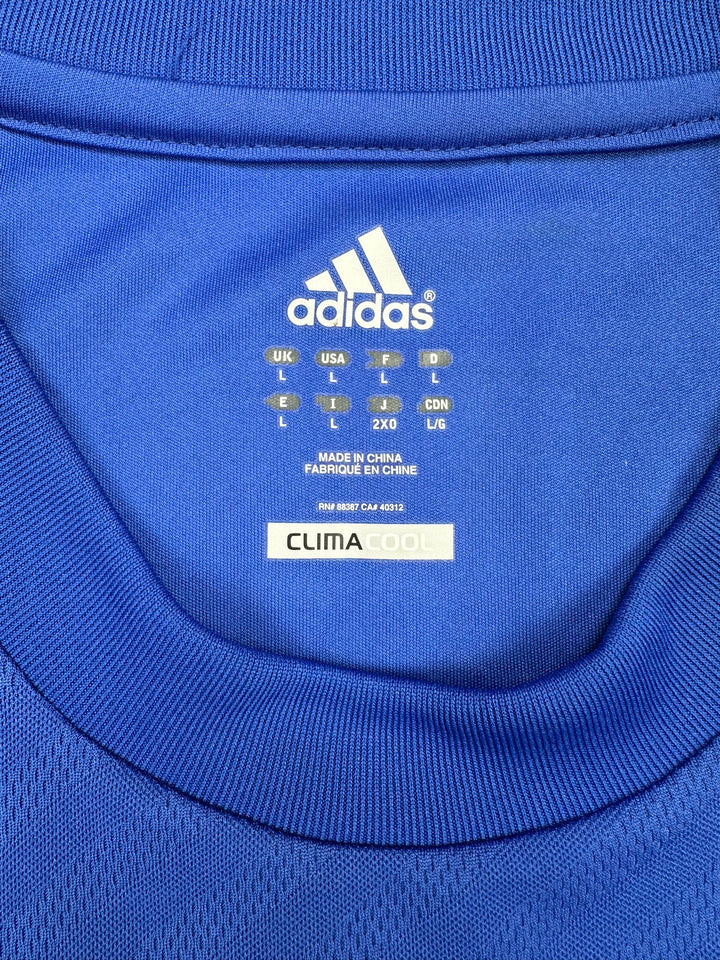 adidas®
UK USA F D
L L L L
E I J CDN
L L 2XO L/G
MADE IN CHINA
FABRIQUÉ EN CHINE
RN# 88387 CA# 40312
CLIMACOOL